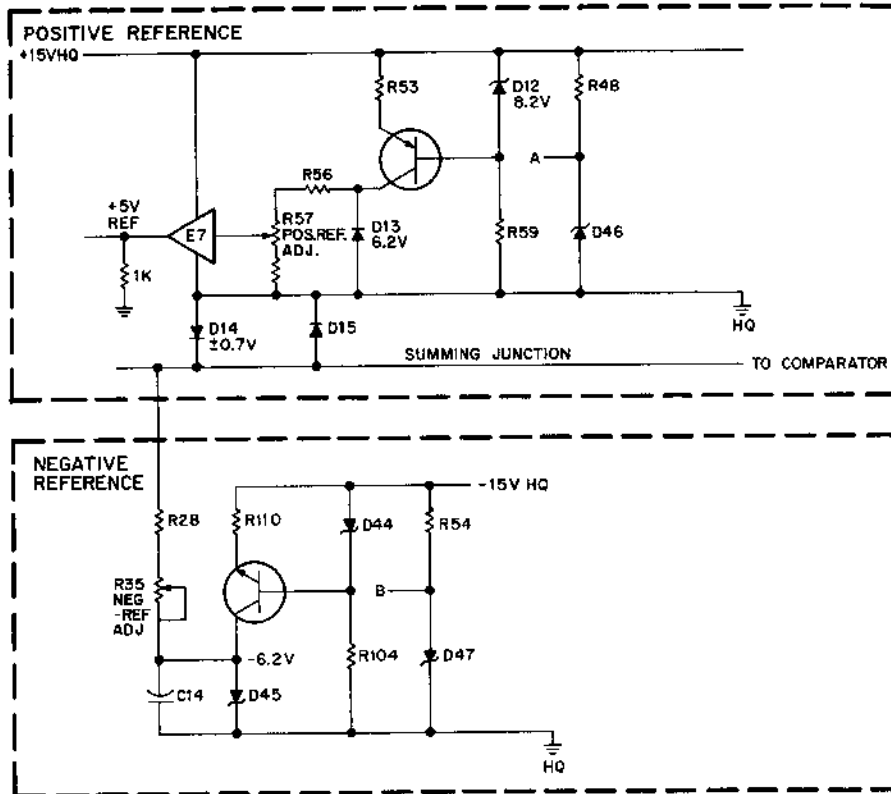 POSITIVE REFERENCE
+15VHQ
R53
D12
8.2V
R48
A
R56
+5V
REF
E7
R57
POS.REF.
ADJ.
D13
6.2V
R59
D46
1K
D14
±0.7V
D15
HQ
SUMMING JUNCTION
TO COMPARATOR
NEGATIVE
REFERENCE
-15V HQ
R28
R110
D44
R54
R35
NEG
-REF
ADJ
B
-6.2V
R104
D47
C14
D45
HQ